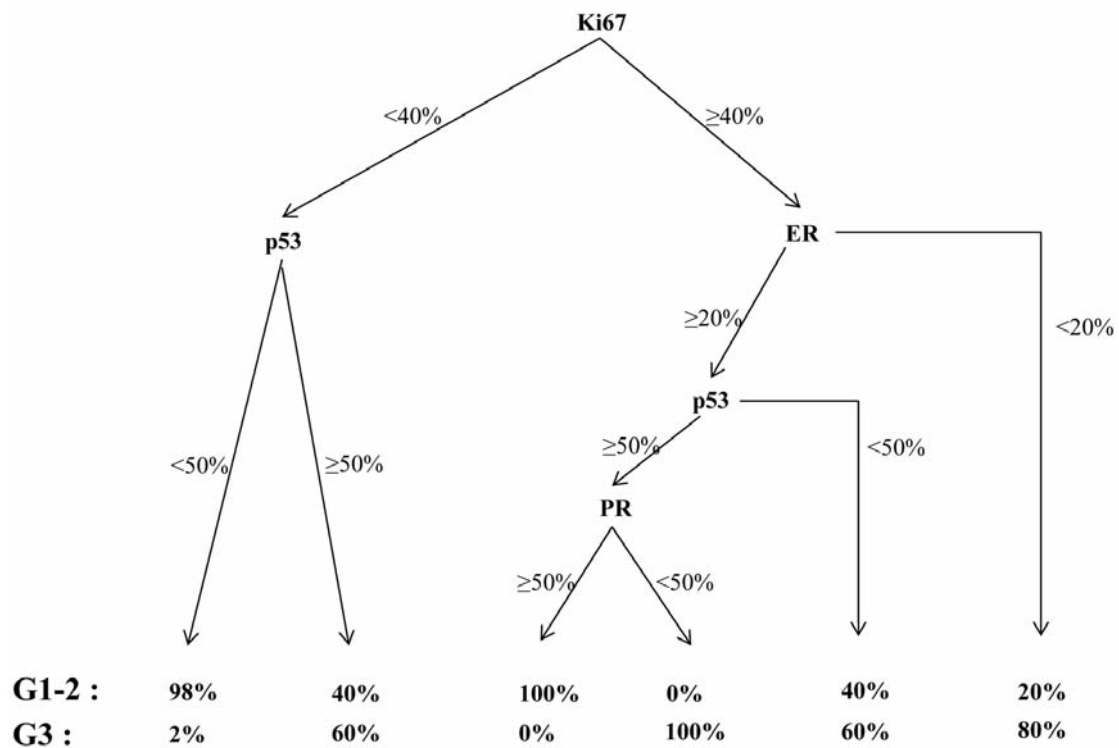 Ki67
<40% ≥40%
p53 ER
≥20% <20%
p53
<50% ≥50% ≥50% <50%
PR
≥50% <50%
G1-2 : 98% 40% 100% 0% 40% 20%
G3 : 2% 60% 0% 100% 60% 80%